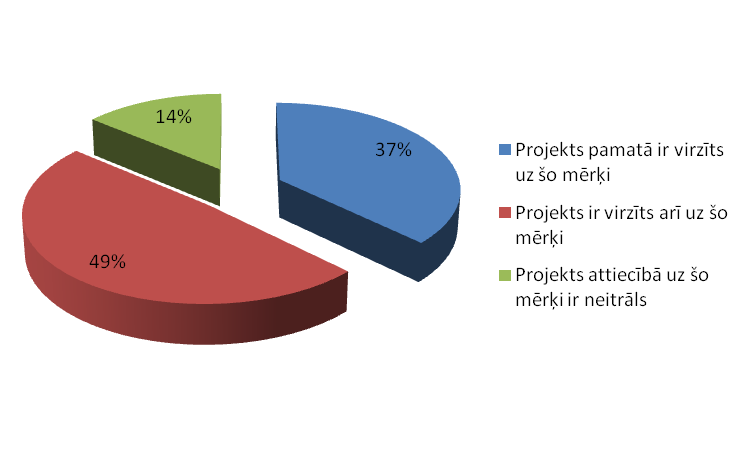 14%
37%
49%
Projekts pamatā ir virzīts
uz šo mērķi
Projekts ir virzīts arī uz šo
mērķi
Projekts attiecībā uz šo
mērķi ir neitrāls